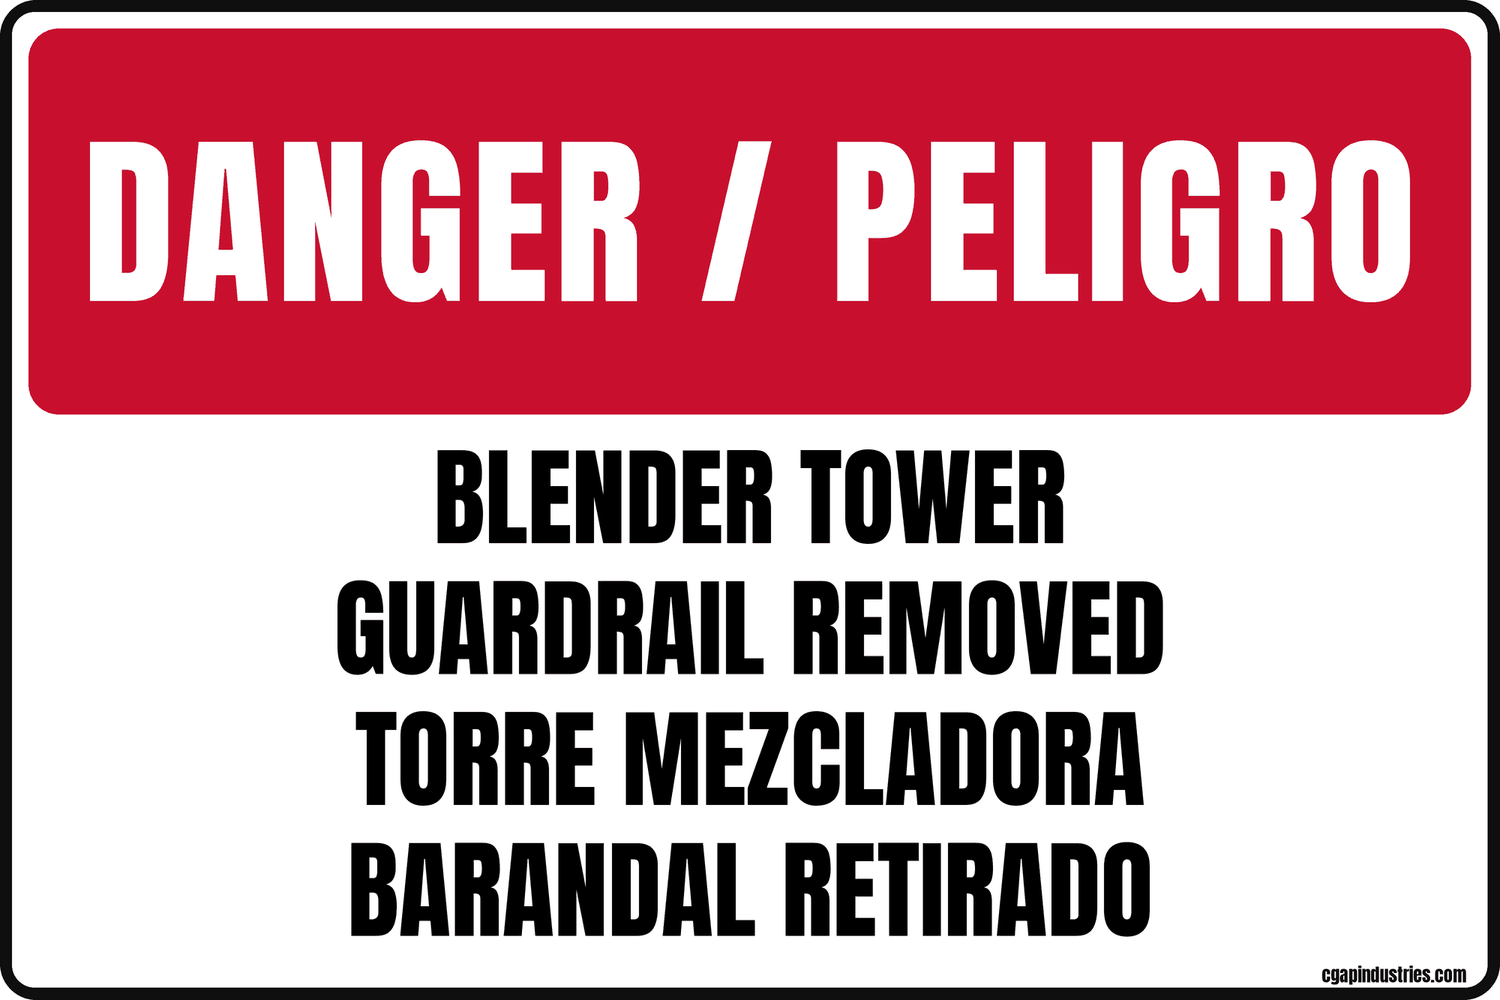 DANGER / PELIGRO
BLENDER TOWER
GUARDRAIL REMOVED
TORRE MEZCLADORA
BARANDAL RETIRADO
cgapindustries.com